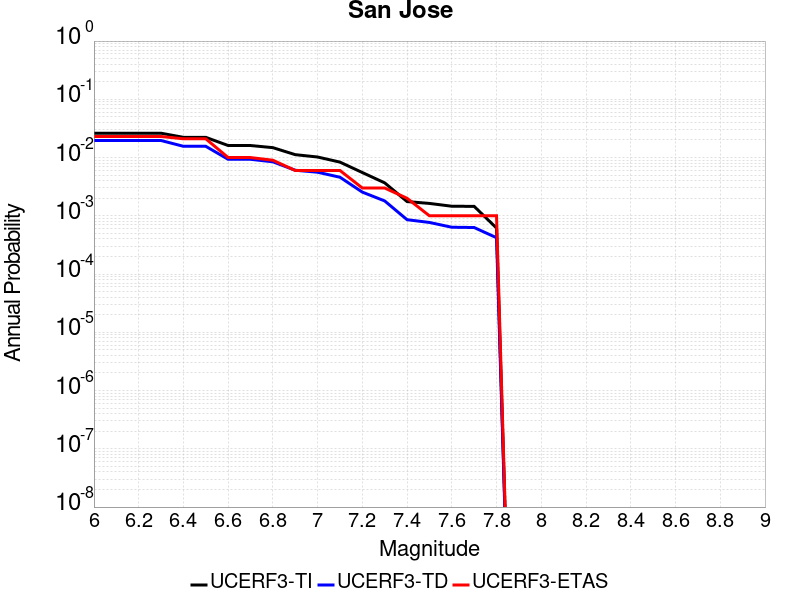 San Jose
10^0
10^-1
10^-2
10^-3
10^-4
10^-5
10^-6
10^-7
10^-8
Annual Probability
6 6.2 6.4 6.6 6.8 7 7.2 7.4 7.6 7.8 8 8.2 8.4 8.6 8.8 9
Magnitude
UCERF3-TI UCERF3-TD UCERF3-ETAS